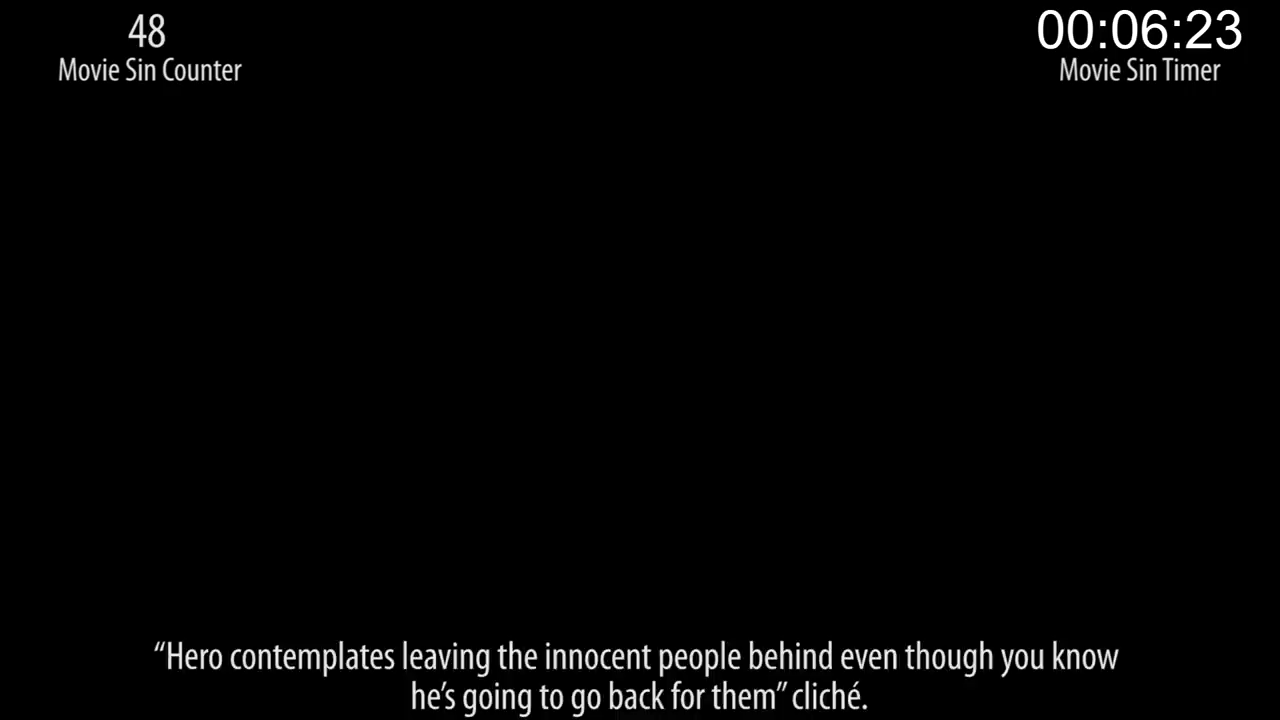 48
Movie Sin Counter
00:06:23
Movie Sin Timer
“Hero contemplates leaving the innocent people behind even though you know
he’s going to go back for them” cliché.